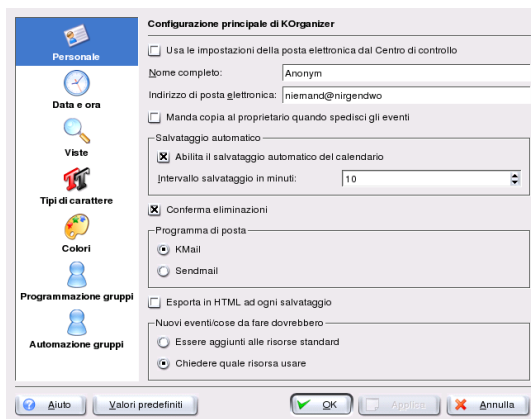 Configurazione principale di KOrganizer
Personale
Data e ora
Viste
Tipi di carattere
Colori
Programmazione gruppi
Automazione gruppi
Usa le impostazioni della posta elettronica dal Centro di controllo
Nome completo: Anonym
Indirizzo di posta elettronica: niemand@nirgendwo
Manda copia al proprietario quando spedisci gli eventi
Salvataggio automatico
Abilita il salvataggio automatico del calendario
Intervallo salvataggio in minuti: 10
Conferma eliminazioni
Programma di posta
KMail
Sendmail
Esporta in HTML ad ogni salvataggio
Nuovi eventi/cose da fare dovrebbero
Essere aggiunti alle risorse standard
Chiedere quale risorsa usare
Aiuto Valori predefiniti OK Applica Annulla